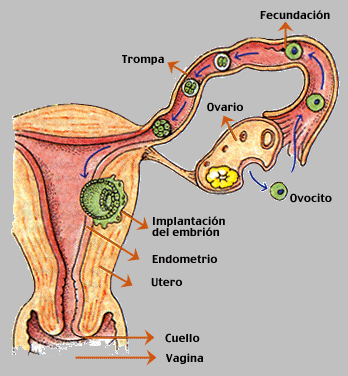 Fecundación
Trompa
Ovario
Ovocito
Implantación
del embrión
Endometrio
Utero
Cuello
Vagina